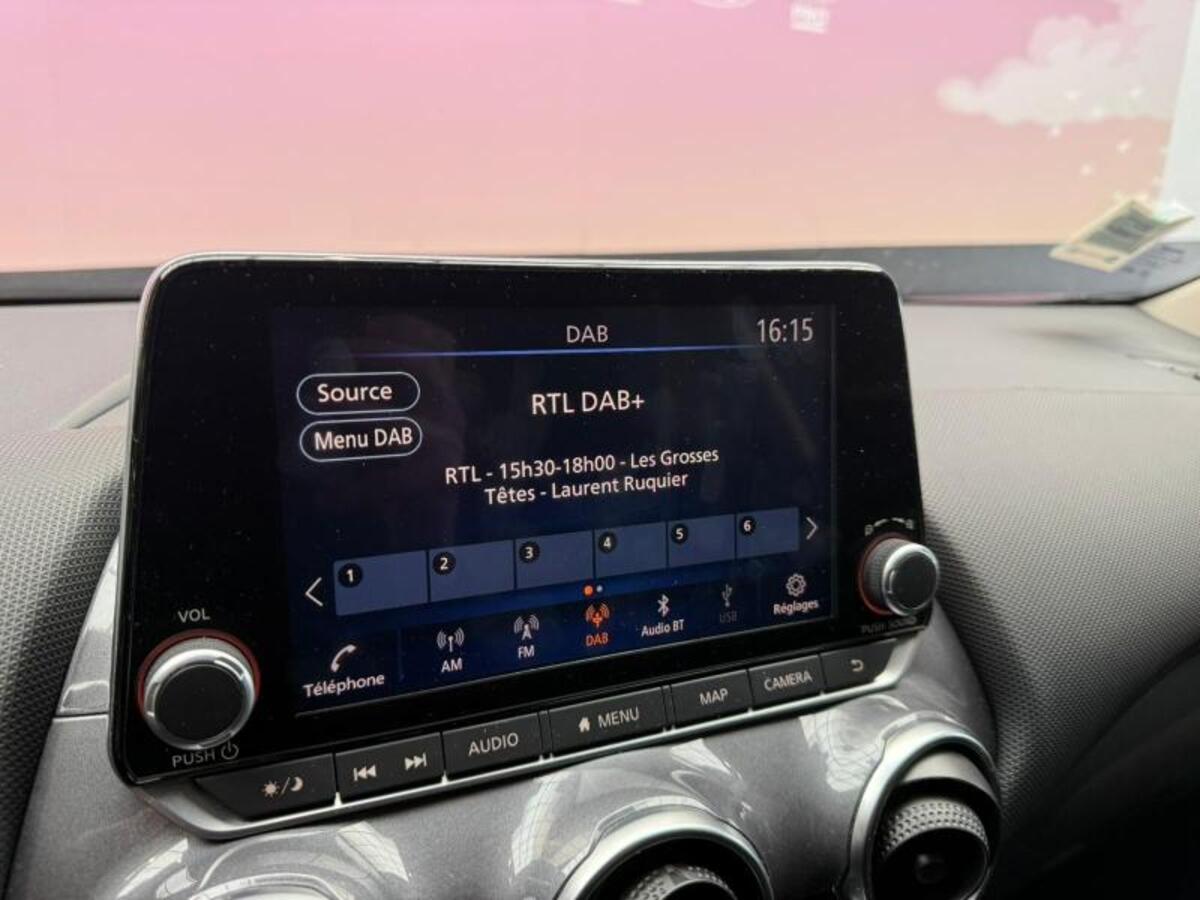 DAB
16:15
Source
RTL DAB+
Menu DAB
RTL - 15h30-18h00 - Les Grosses
Têtes - Laurent Ruquier
1 2 3 4 5 6
Téléphone
AM
FM
DAB
Audio BT
USB
Réglages
VOL
PUSH
PUSH SOUND
AUDIO
MENU
MAP
CAMERA